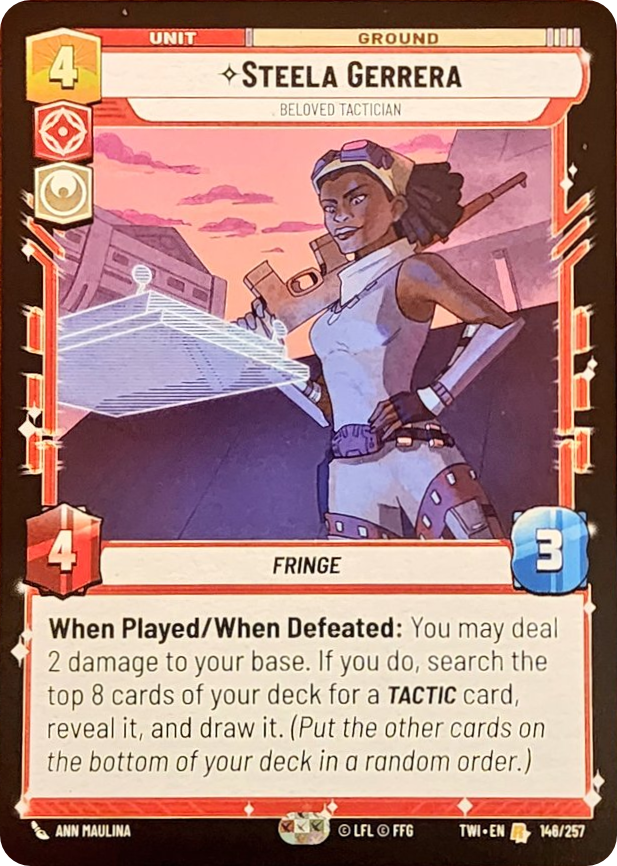 UNIT GROUND
4
STEELA GERRERA
BELOVED TACTICIAN
4
3
FRINGE
When Played/When Defeated: You may deal
2 damage to your base. If you do, search the
top 8 cards of your deck for a TACTIC card,
reveal it, and draw it. (Put the other cards on
the bottom of your deck in a random order.)
ANN MAULINA © LFL © FFG TWI•EN R 146/257